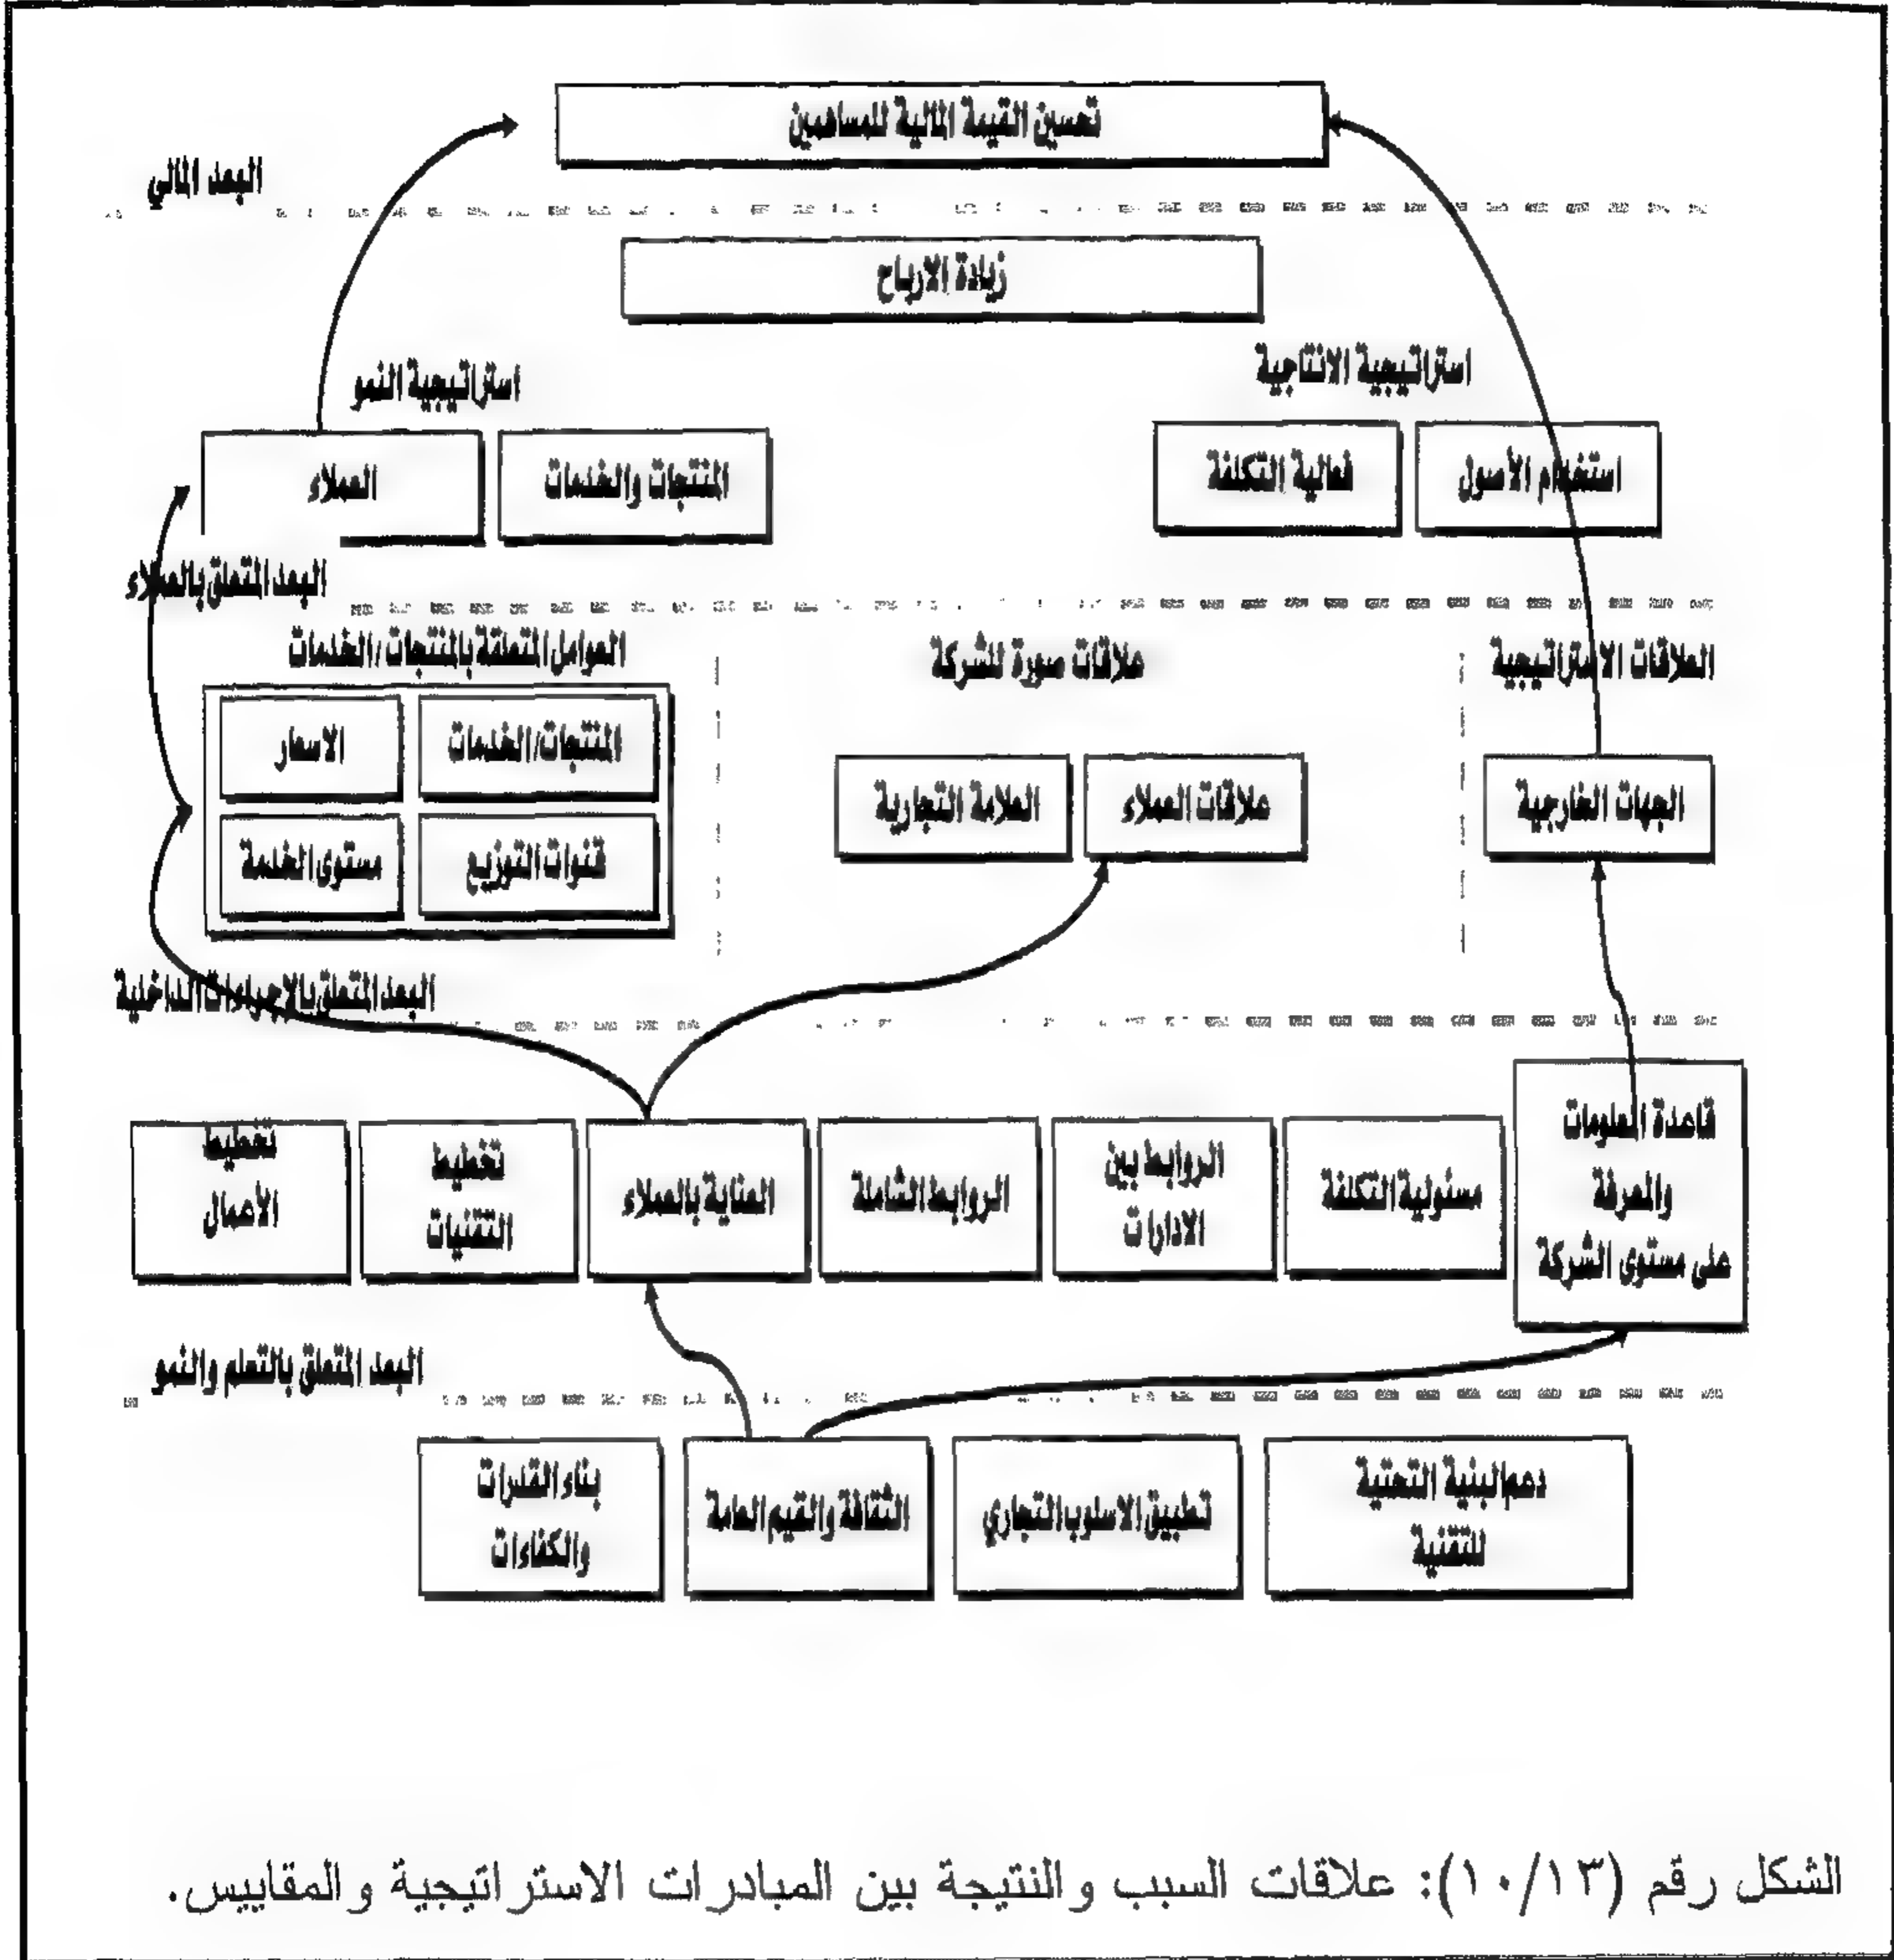 تحسين القيمة المالية للمساهمين
البعد المالي
زيادة الارباح
استراتيجية الانتاجية
استراتيجية النمو
استخدام الأصول
فعالية التكلفة
المنتجات والخدمات
العملاء
البعد المتعلق بالعملاء
العلاقات الاستراتيجية
علاقات صورة للشركة
العوامل المتعلقة بالمنتجات/الخدمات
الجهات الخارجية
علاقات العملاء
العلامة التجارية
المنتجات/الخدمات
الاسعار
قنوات التوزيع
مستوى الخدمة
البعد المتعلق بالإجراءات الداخلية
قاعدة المعلومات
والمعرفة
على مستوى الشركة
مسئولية التكلفة
الروابط بين
الادارات
الروابط الشاملة
العناية بالعملاء
تخطيط
التقنيات
تخطيط
الأعمال
البعد المتعلق بالتعلم والنمو
دعم البنية التحتية
للتقنية
تطبيق الاسلوب التجاري
الثقافة والقيم العامة
بناء القدرات
والكفاءات
الشكل رقم (١٠/١٣): علاقات السبب والنتيجة بين المبادرات الاستراتيجية والمقاييس.